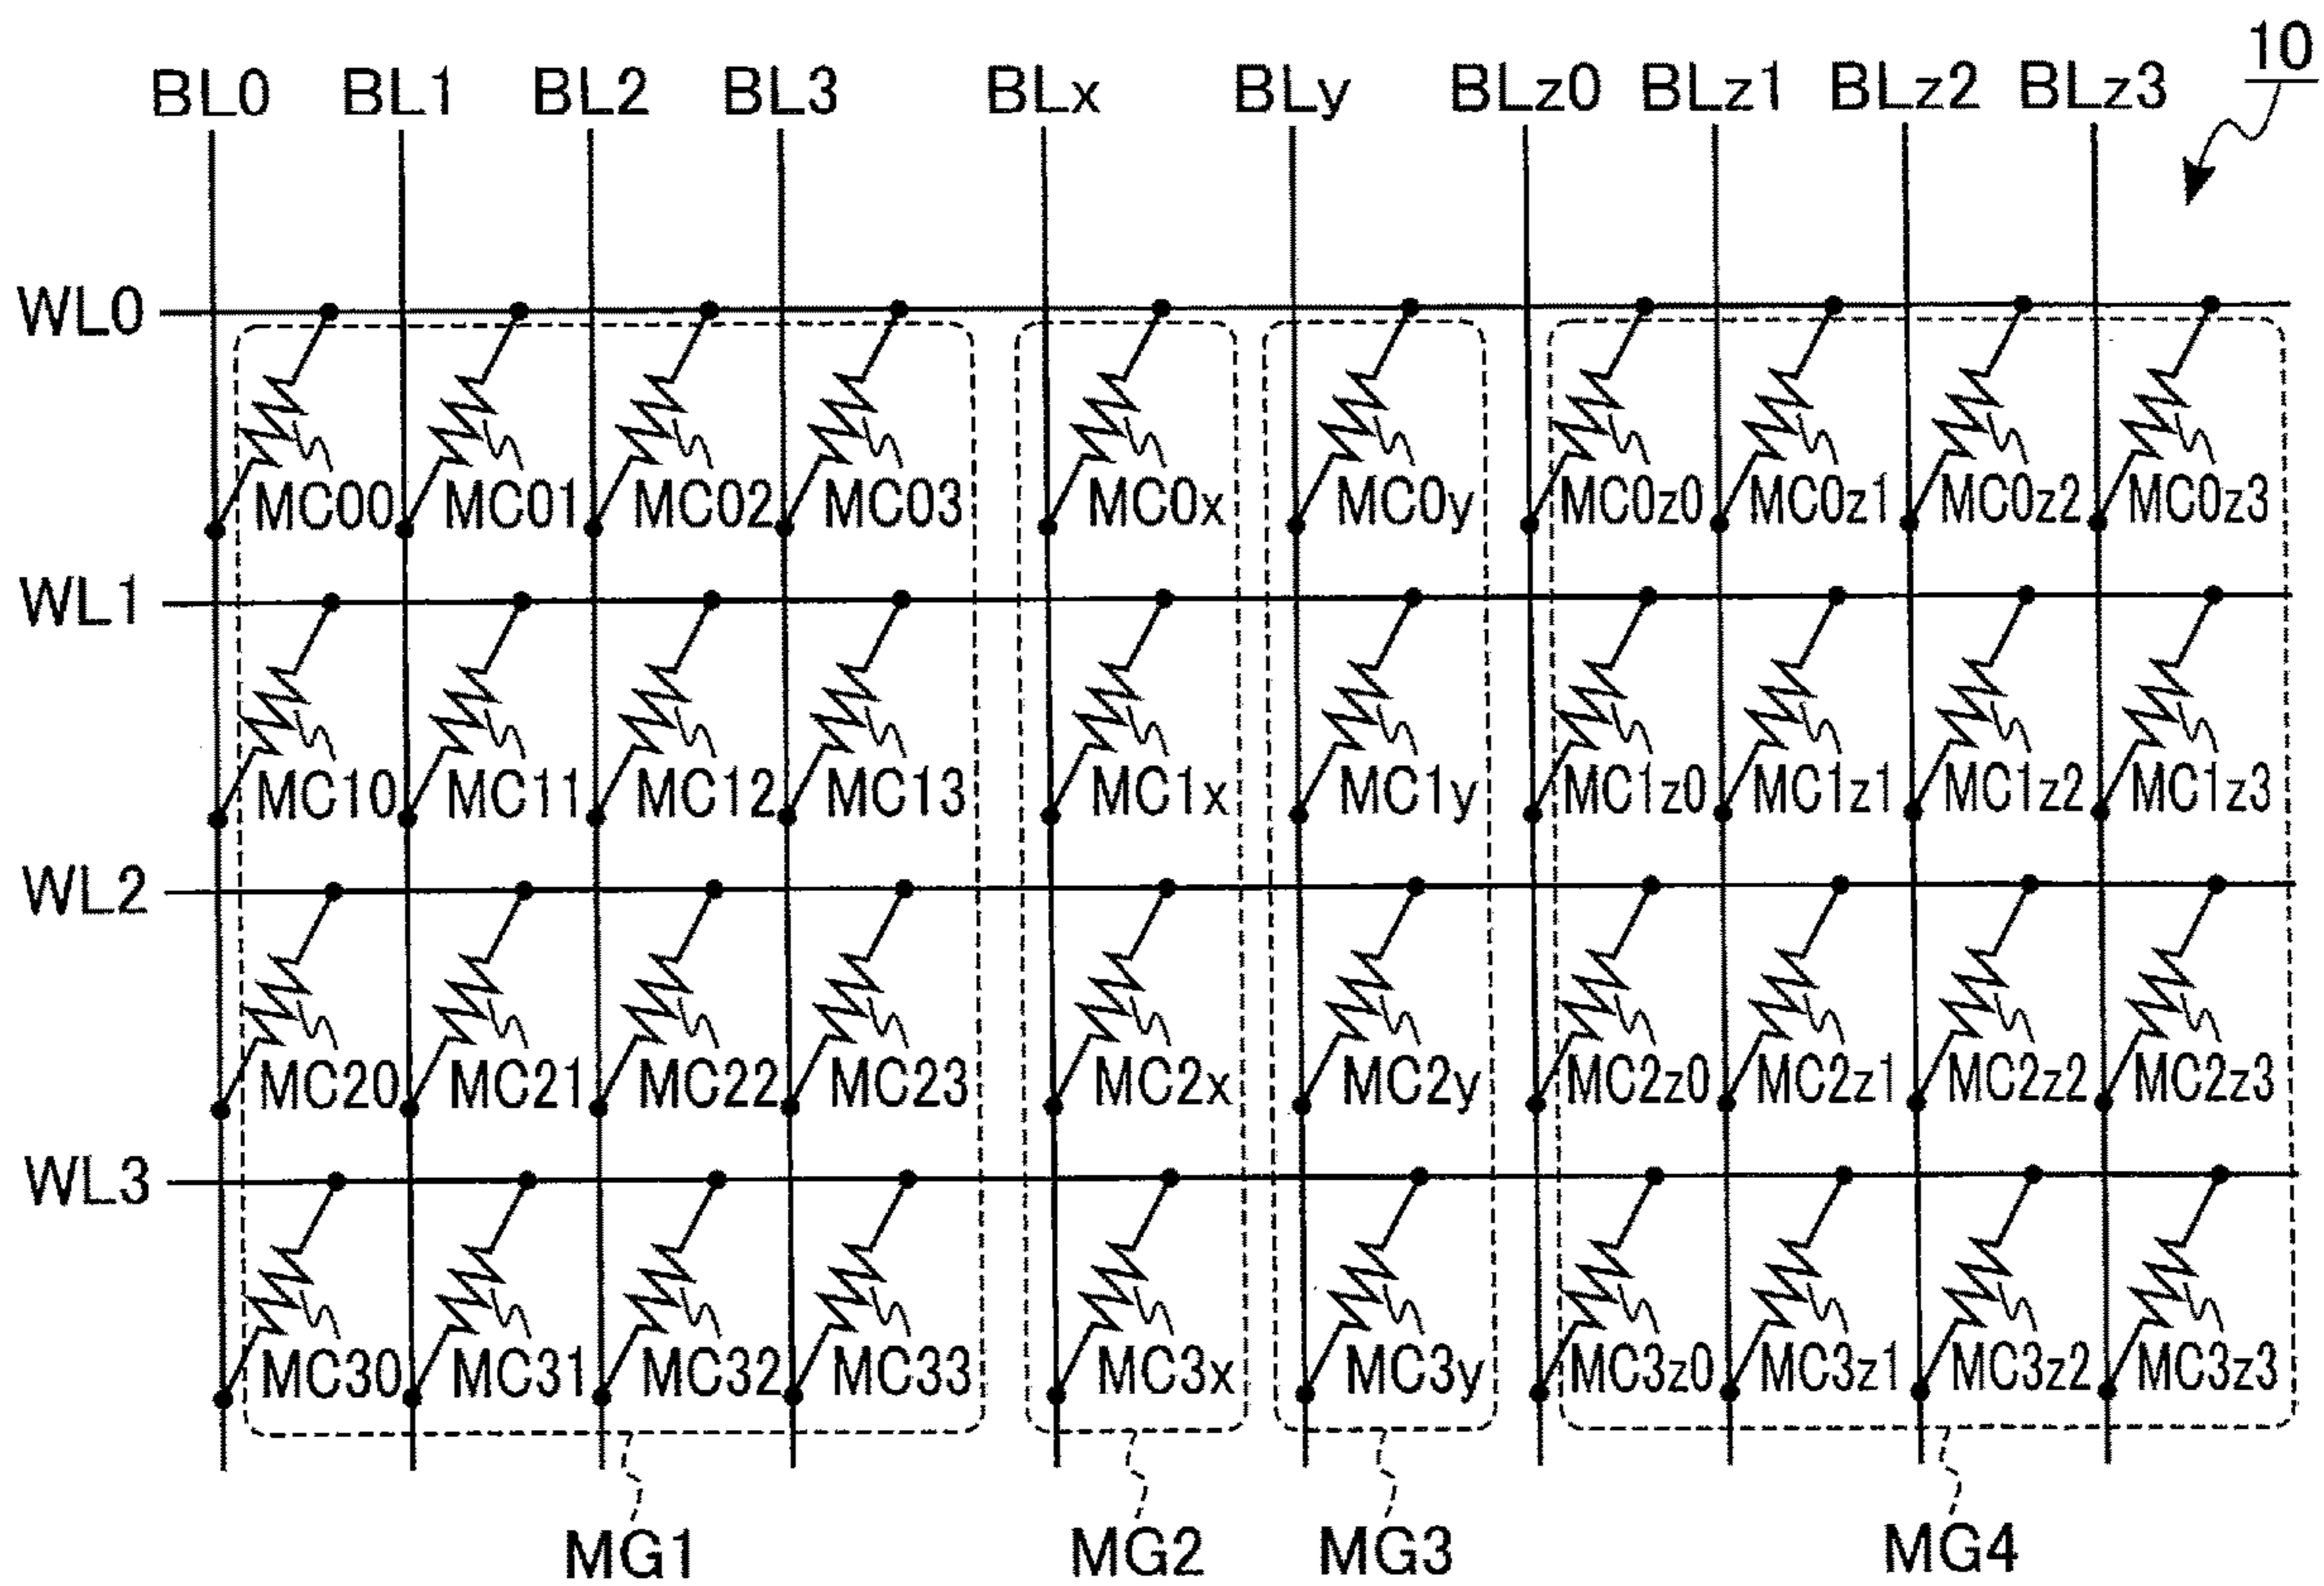 10
BL0 BL1 BL2 BL3 BLx BLy BLz0 BLz1 BLz2 BLz3
WL0
MC00 MC01 MC02 MC03 MC0x MC0y MC0z0 MC0z1 MC0z2 MC0z3
WL1
MC10 MC11 MC12 MC13 MC1x MC1y MC1z0 MC1z1 MC1z2 MC1z3
WL2
MC20 MC21 MC22 MC23 MC2x MC2y MC2z0 MC2z1 MC2z2 MC2z3
WL3
MC30 MC31 MC32 MC33 MC3x MC3y MC3z0 MC3z1 MC3z2 MC3z3
MG1 MG2 MG3 MG4